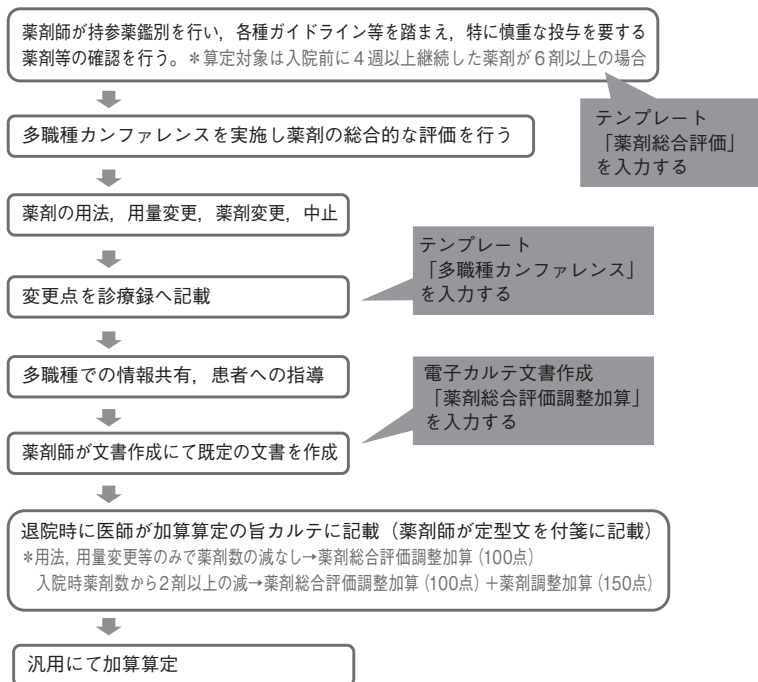 薬剤師が持参薬鑑別を行い，各種ガイドライン等を踏まえ，特に慎重な投与を要する
薬剤等の確認を行う。＊算定対象は入院前に４週以上継続した薬剤が６剤以上の場合
テンプレート
「薬剤総合評価」
を入力する
多職種カンファレンスを実施し薬剤の総合的な評価を行う
薬剤の用法，用量変更，薬剤変更，中止
テンプレート
「多職種カンファレンス」
を入力する
変更点を診療録へ記載
多職種での情報共有，患者への指導
電子カルテ文書作成
「薬剤総合評価調整加算」
を入力する
薬剤師が文書作成にて既定の文書を作成
退院時に医師が加算算定の旨カルテに記載（薬剤師が定型文を付箋に記載）
＊用法，用量変更等のみで薬剤数の減なし→薬剤総合評価調整加算（100点）
入院時薬剤数から2剤以上の減→薬剤総合評価調整加算（100点）＋薬剤調整加算（150点）
汎用にて加算算定